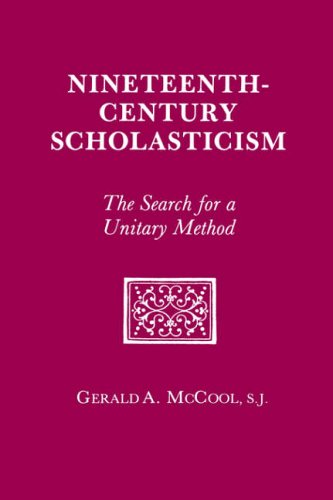 NINETEENTH-
CENTURY
SCHOLASTICISM
The Search for a
Unitary Method
GERALD A. MCCOOL, S.J.